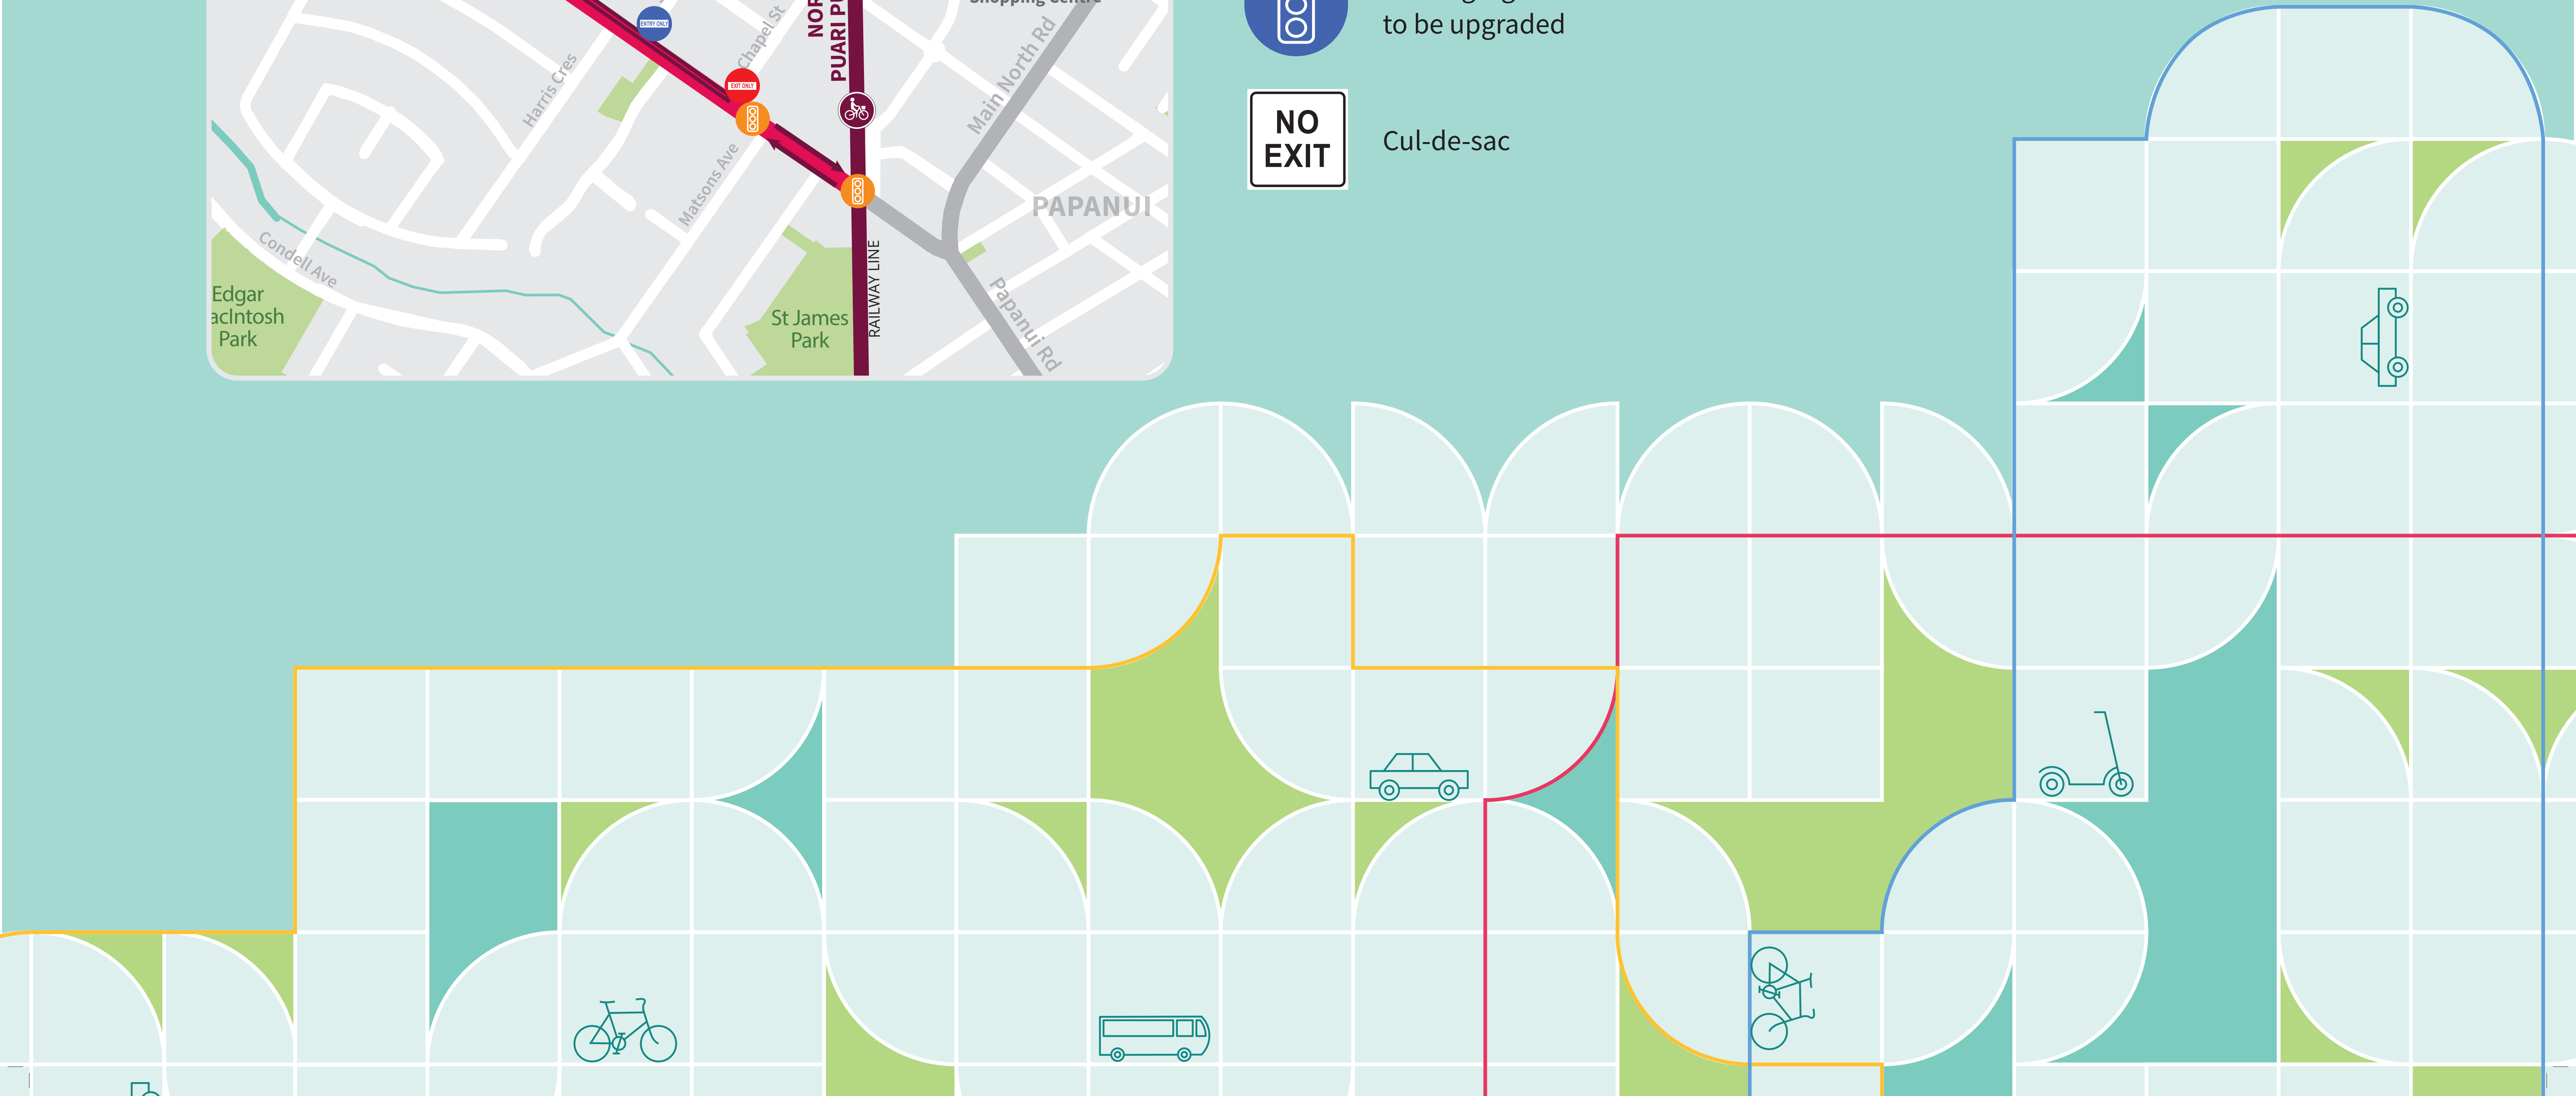 ENTRY ONLY
EXIT ONLY
Chapel St
Harris Cres
Matsons Ave
Main North Rd
PAPANUI
Condell Ave
Papanui Rd
RAILWAY LINE
Edgar
acIntosh
Park
St James
Park
to be upgraded
NO
EXIT
Cul-de-sac